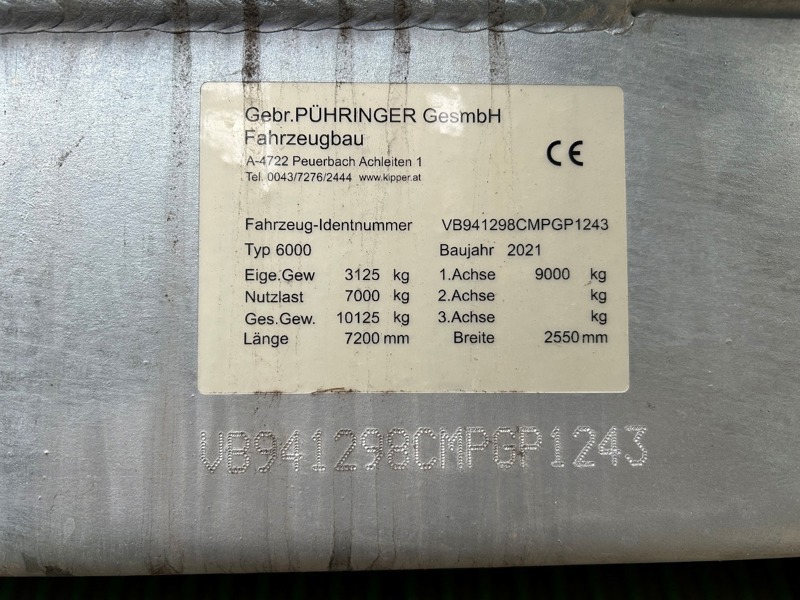 Gebr.PÜHRINGER GesmbH
Fahrzeugbau
A-4722 Peuerbach Achleiten 1
Tel. 0043/7276/2444 www.kipper.at
CE
Fahrzeug-Identnummer VB941298CMPGP1243
Typ 6000 Baujahr 2021
Eige.Gew 3125 kg 1.Achse 9000 kg
Nutzlast 7000 kg 2.Achse kg
Ges.Gew. 10125 kg 3.Achse kg
Länge 7200 mm Breite 2550 mm
VB941298CMPGP1243